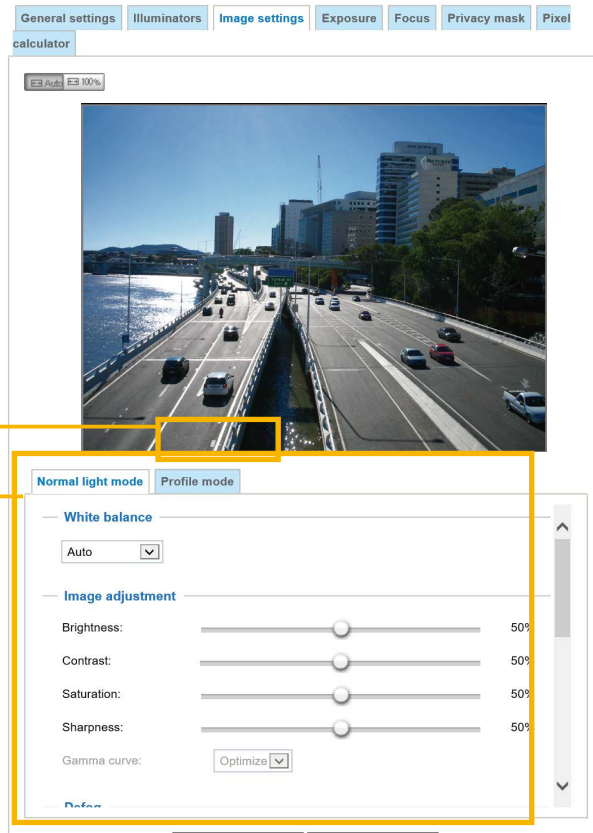 General settings Illuminators Image settings Exposure Focus Privacy mask Pixel
calculator
Auto 100%
Normal light mode Profile mode
White balance
Auto
Image adjustment
Brightness: 50%
Contrast: 50%
Saturation: 50%
Sharpness: 50%
Gamma curve: Optimize
Defog